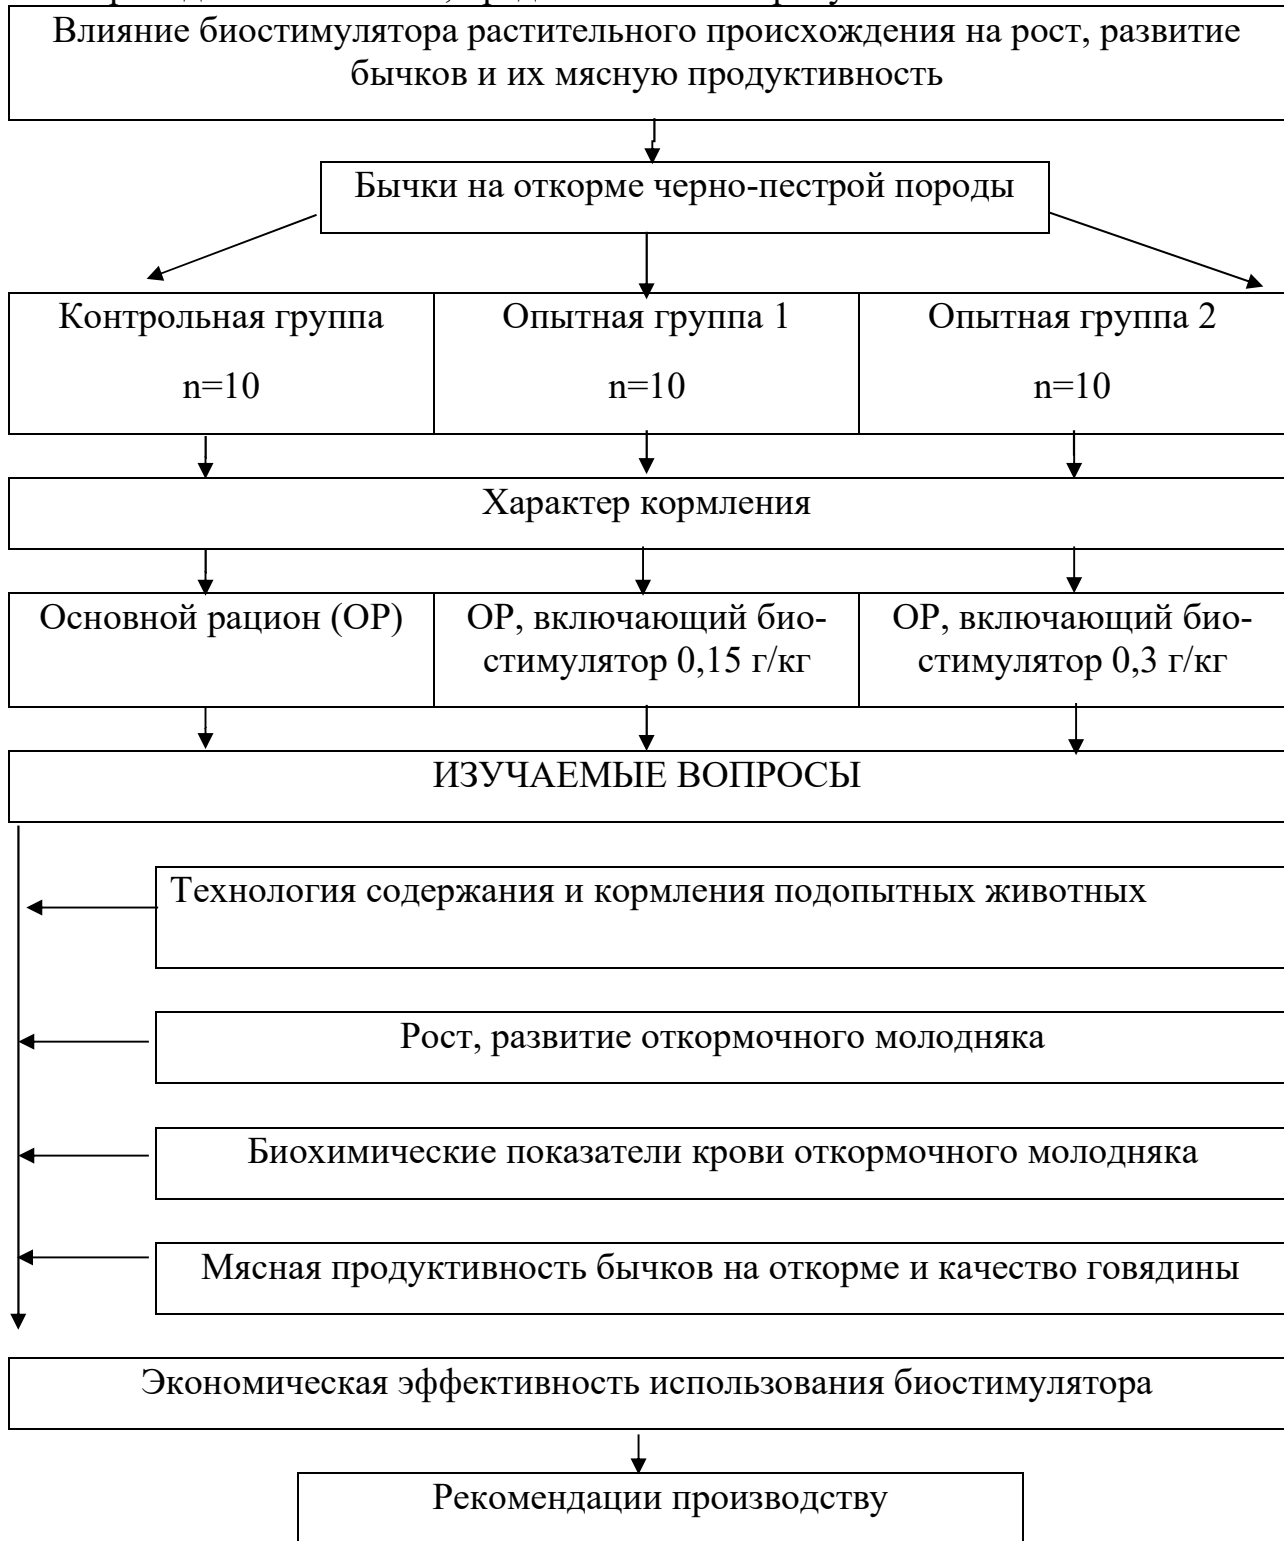 Влияние биостимулятора растительного происхождения на рост, развитие
бычков и их мясную продуктивность
Бычки на откорме черно-пестрой породы
Контрольная группа
n=10
Опытная группа 1
n=10
Опытная группа 2
n=10
Характер кормления
Основной рацион (ОР)
ОР, включающий био-
стимулятор 0,15 г/кг
ОР, включающий био-
стимулятор 0,3 г/кг
ИЗУЧАЕМЫЕ ВОПРОСЫ
Технология содержания и кормления подопытных животных
Рост, развитие откормочного молодняка
Биохимические показатели крови откормочного молодняка
Мясная продуктивность бычков на откорме и качество говядины
Экономическая эффективность использования биостимулятора
Рекомендации производству